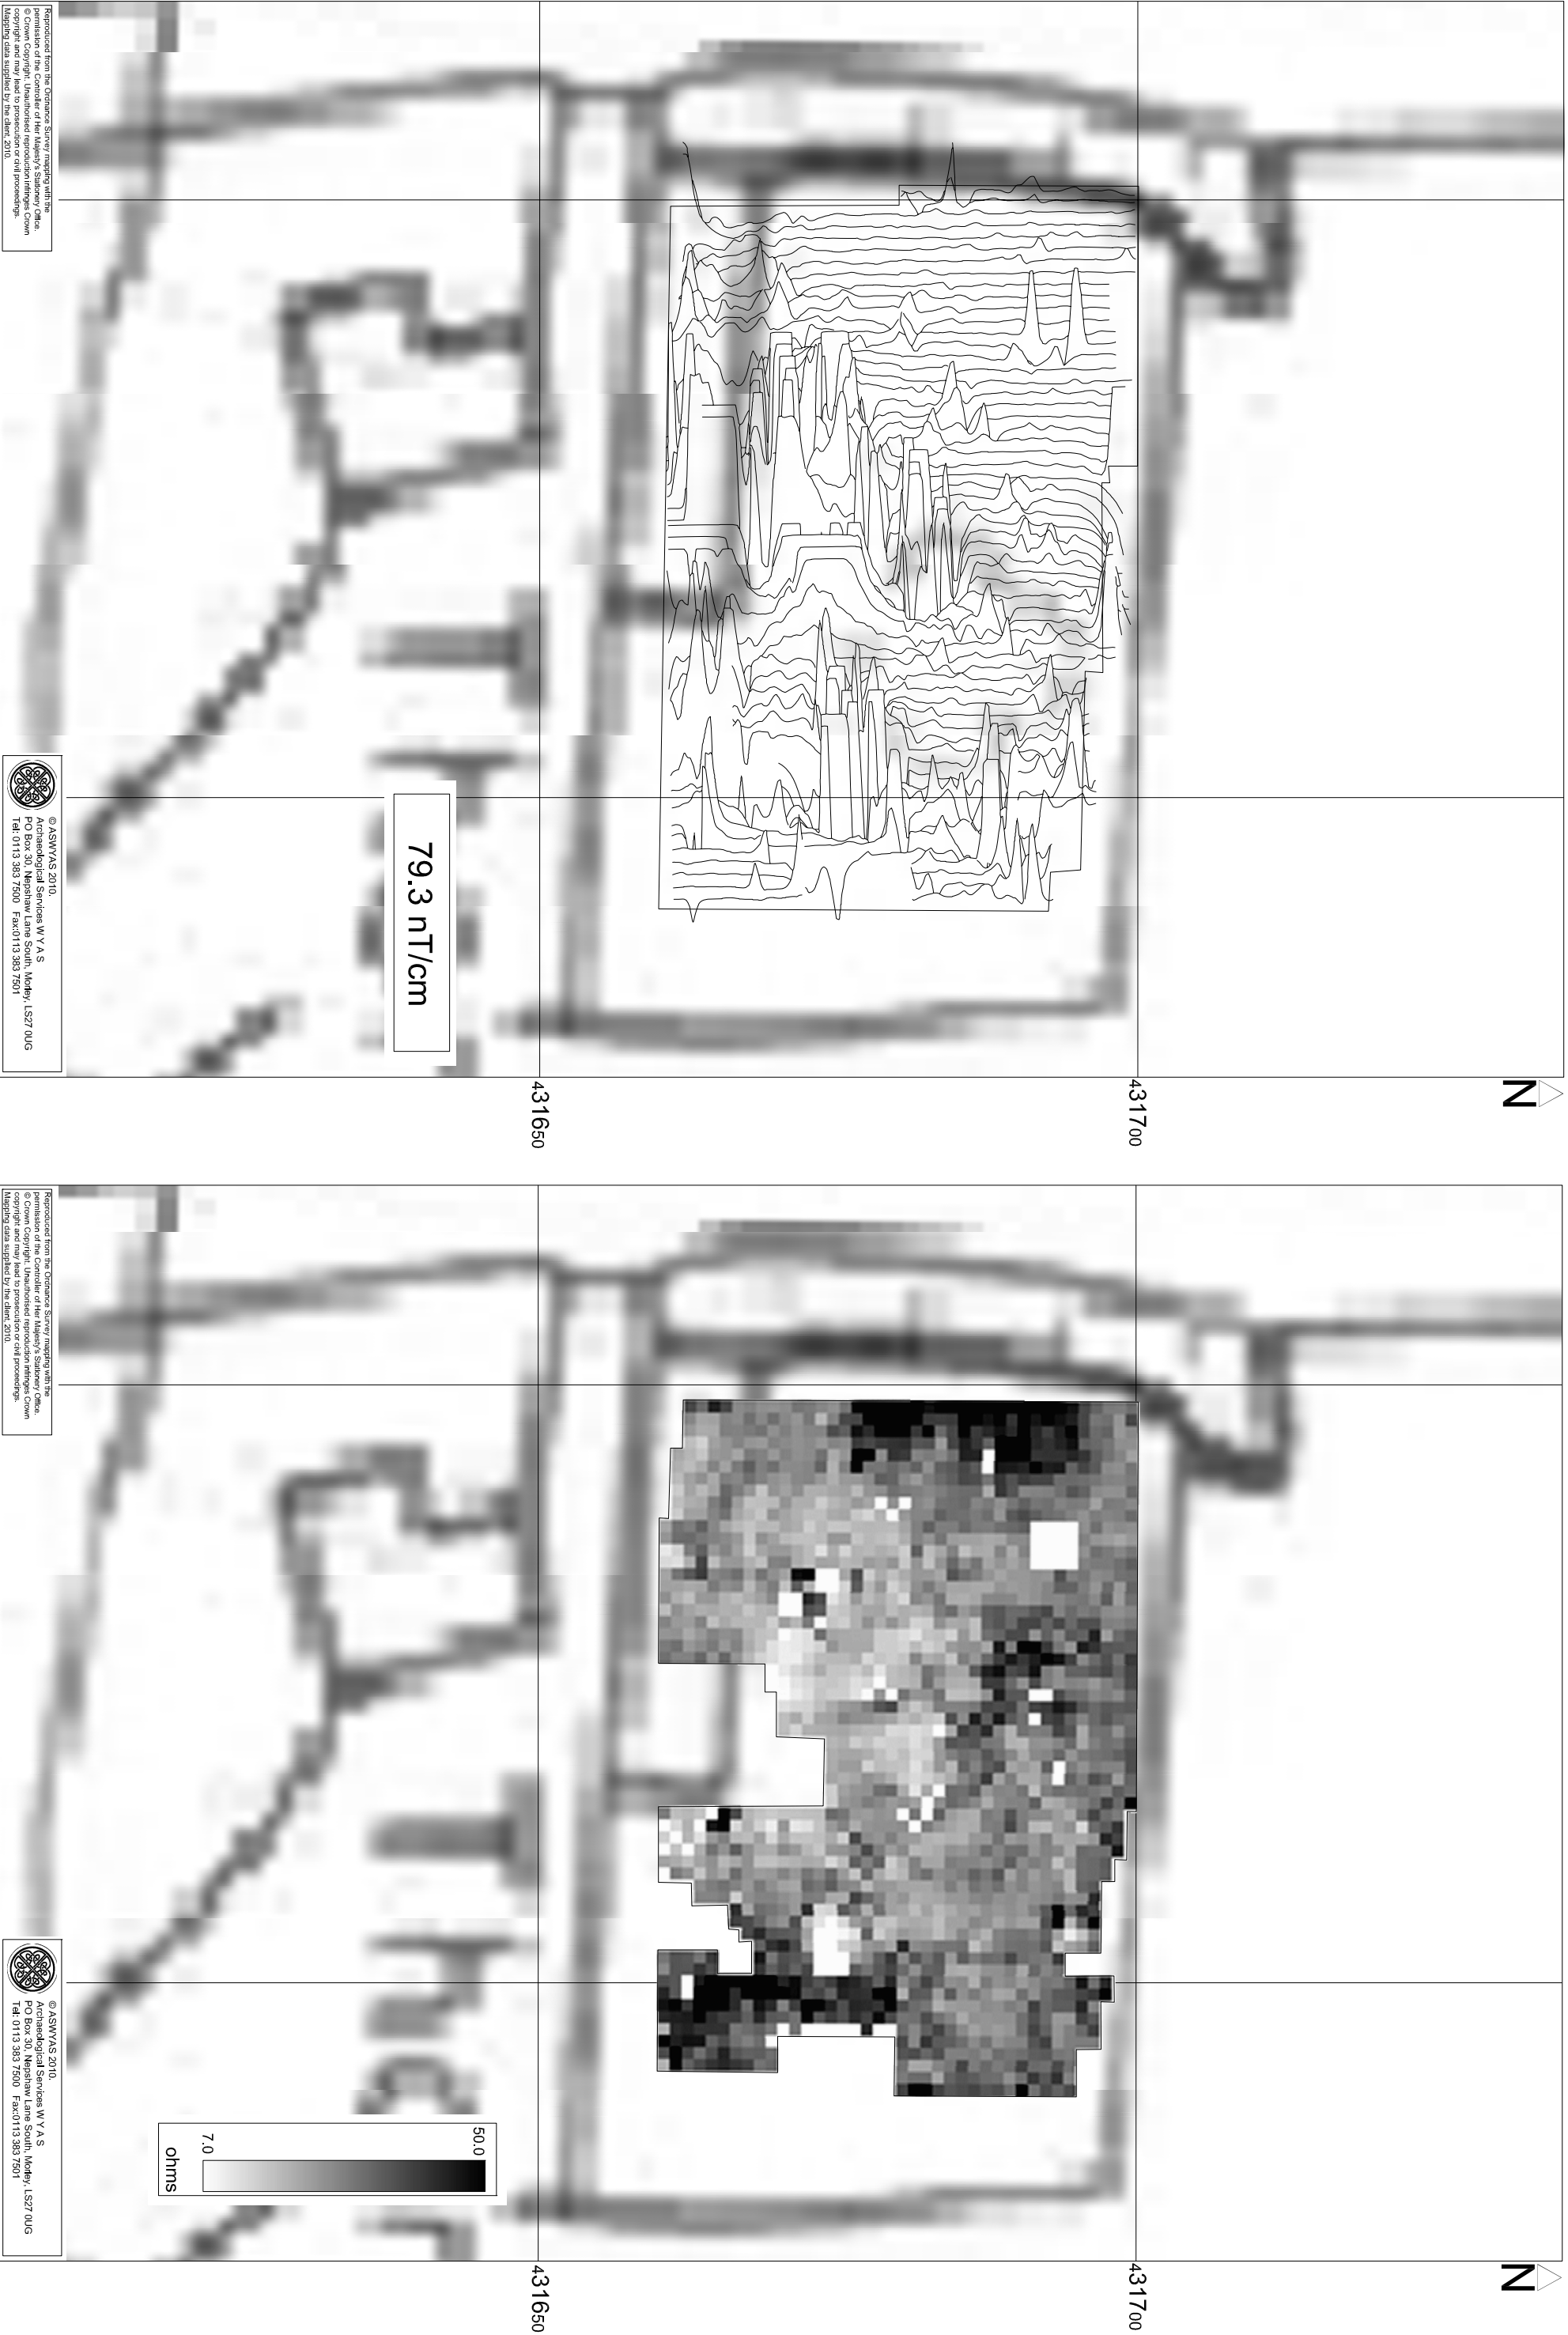 Reproduced from the Ordnance Survey mapping with the
permission of the Controller of Her Majesty's Stationery Office.
© Crown Copyright. Unauthorised reproduction infringes Crown
copyright and may lead to prosecution or civil proceedings.
Mapping data supplied by the client, 2010.
© ASWYAS 2010.
Archaeological Services W Y A S
PO Box 30, Nepshaw Lane South, Morley, LS27 0UG
Tel: 0113 383 7500 Fax:0113 383 7501
79.3 nT/cm
431650
431700
N
Reproduced from the Ordnance Survey mapping with the
permission of the Controller of Her Majesty's Stationery Office.
© Crown Copyright. Unauthorised reproduction infringes Crown
copyright and may lead to prosecution or civil proceedings.
Mapping data supplied by the client, 2010.
© ASWYAS 2010.
Archaeological Services W Y A S
PO Box 30, Nepshaw Lane South, Morley, LS27 0UG
Tel: 0113 383 7500 Fax:0113 383 7501
7.0
50.0
ohms
431650
431700
N